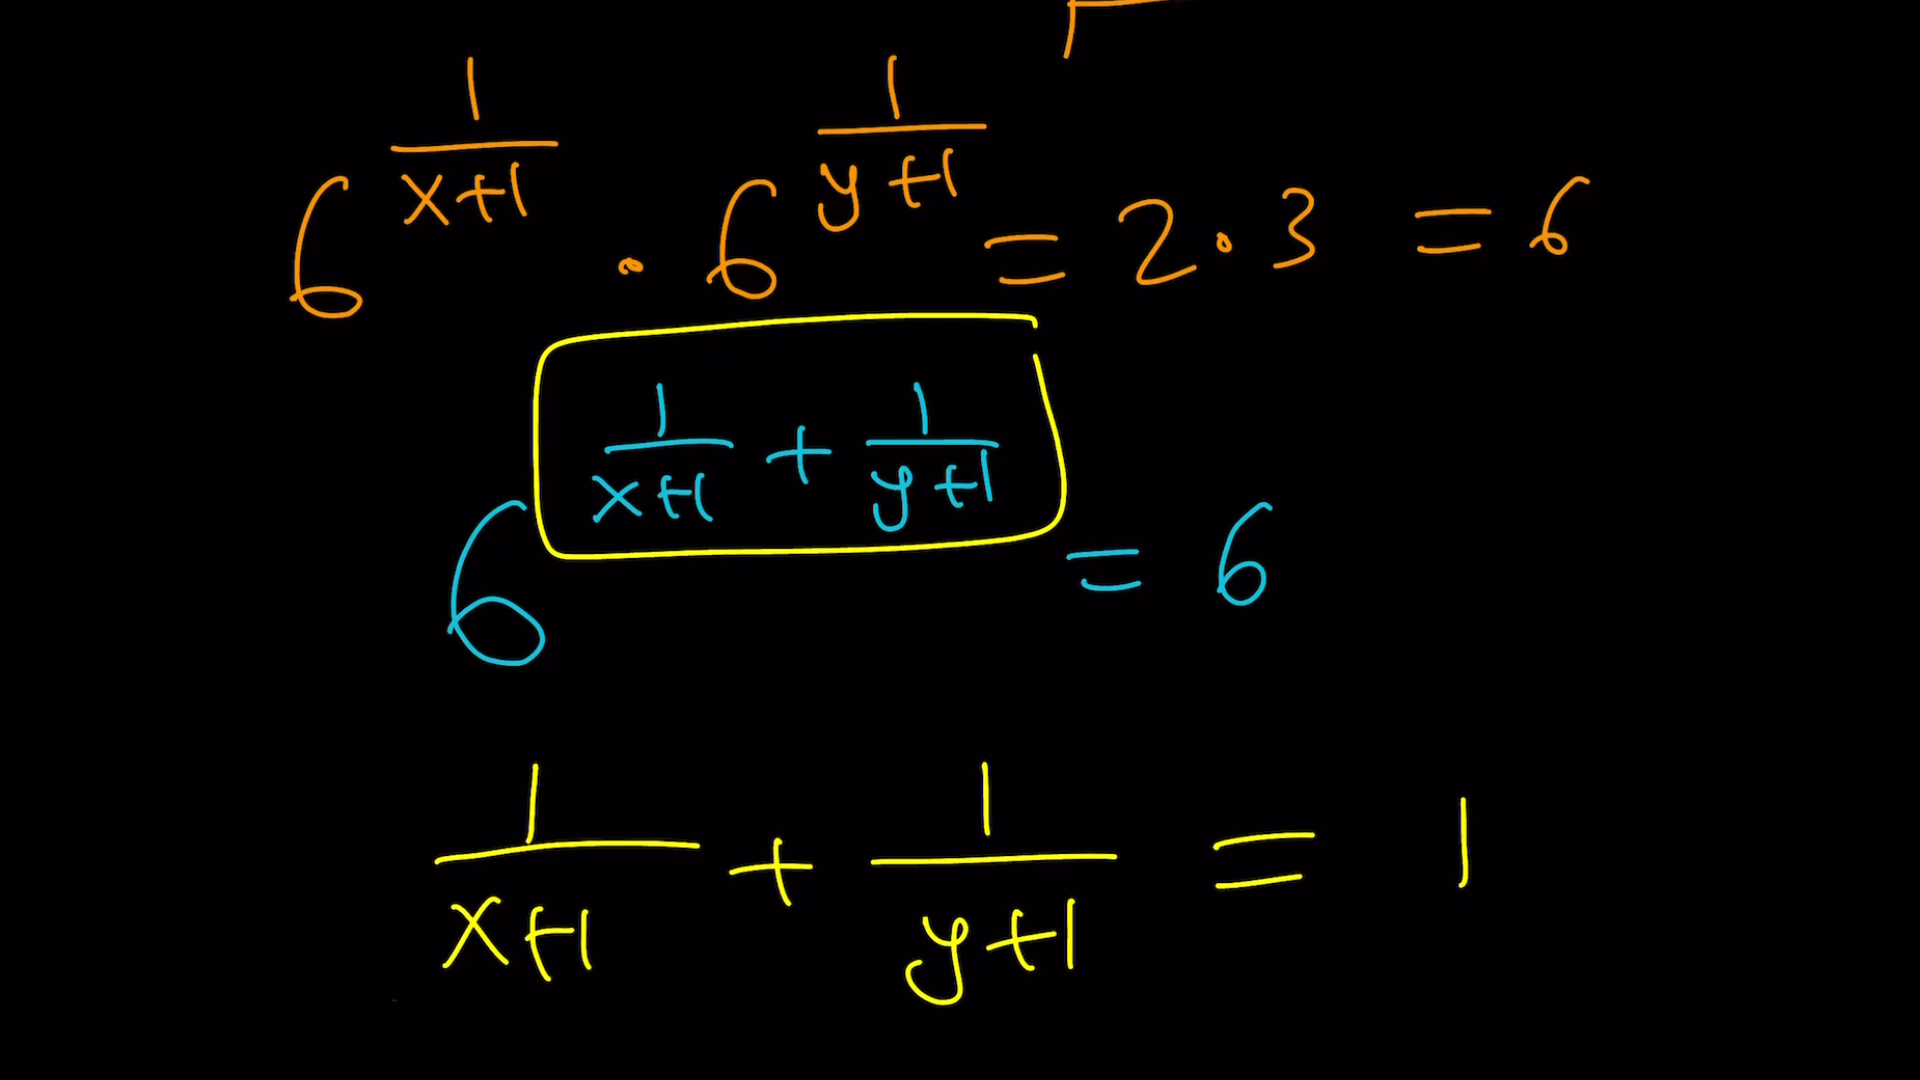 6^(1/(x+1)) · 6^(1/(y+1)) = 2·3 = 6
6^(1/(x+1) + 1/(y+1)) = 6
1/(x+1) + 1/(y+1) = 1